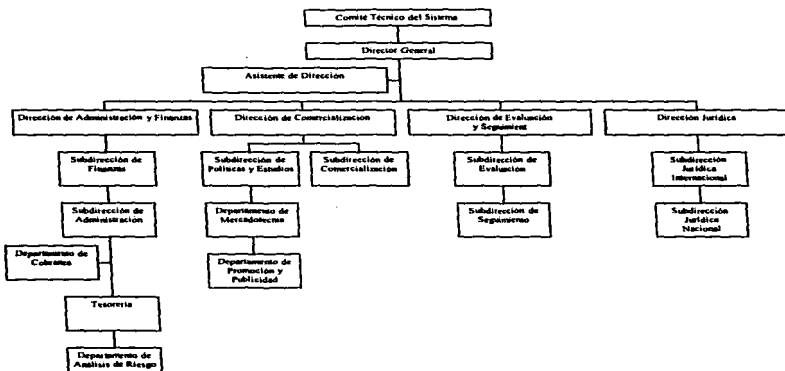 Comité Técnico del Sistema
Director General
Asistente de Dirección
Dirección de Administración y Finanzas
Dirección de Comercialización
Dirección de Evaluación
y Seguimient
Dirección Jurídica
Subdirección de
Finanzas
Subdirección de
Políticas y Estudios
Subdirección de
Comercialización
Subdirección de
Evaluación
Subdirección
Jurídica
Internacional
Subdirección de
Administración
Departamento de
Mercadotecnia
Subdirección de
Seguimiento
Subdirección
Jurídica
Nacional
Departamento de
Cobranza
Departamento de
Promoción y
Publicidad
Tesorería
Departamento de
Análisis de Riesgo